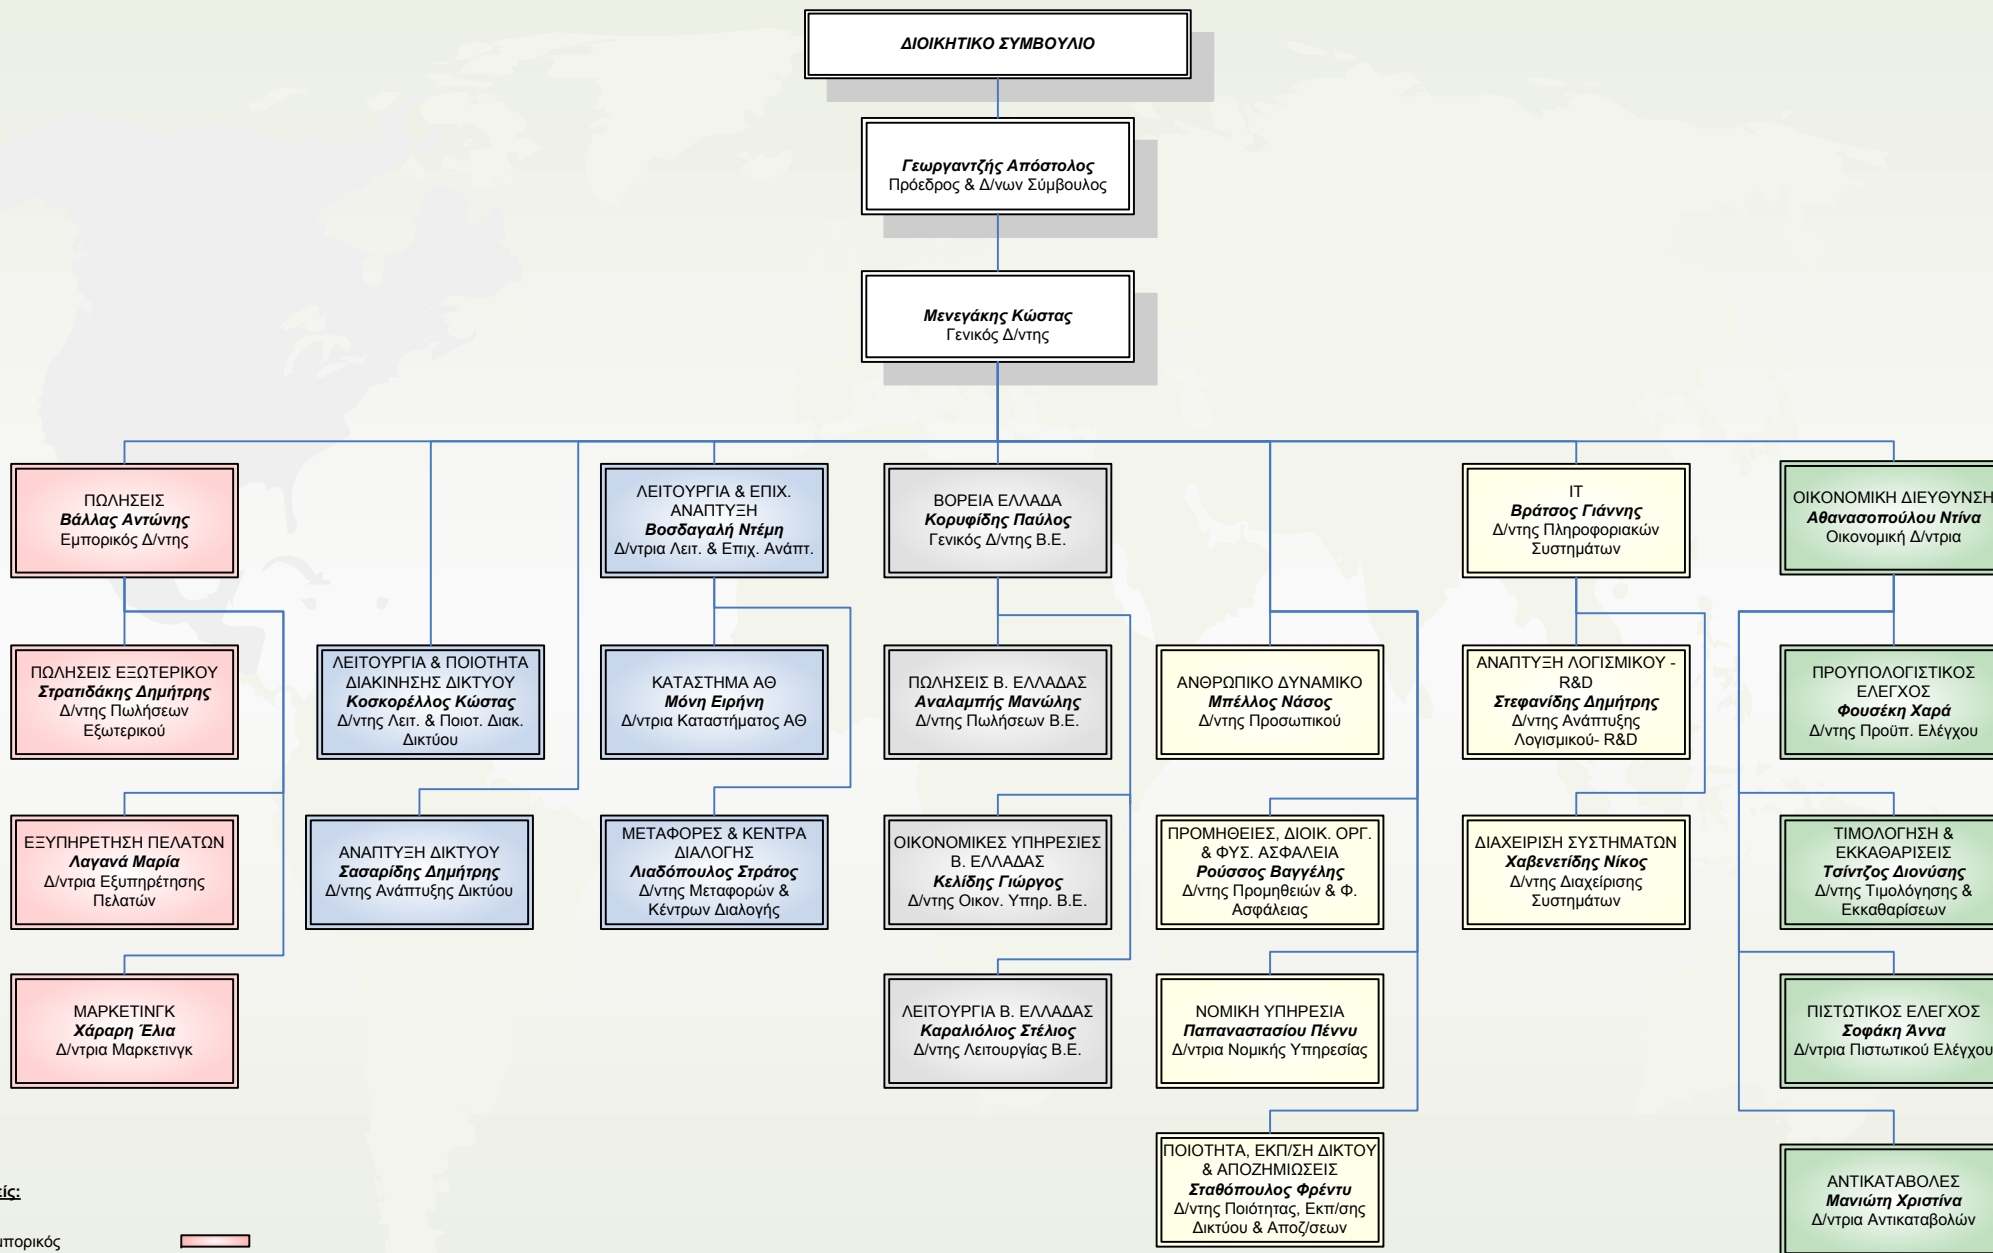 ΔΙΟΙΚΗΤΙΚΟ ΣΥΜΒΟΥΛΙΟ
Γεωργαντζής Απόστολος
Πρόεδρος & Δ/νων Σύμβουλος
Μενεγάκης Κώστας
Γενικός Δ/ντης
ΠΩΛΗΣΕΙΣ
Βάλλας Αντώνης
Εμπορικός Δ/ντης
ΛΕΙΤΟΥΡΓΙΑ & ΕΠΙΧ.
ΑΝΑΠΤΥΞΗ
Βοσδαγαλή Ντέμη
Δ/ντρια Λειτ. & Επιχ. Ανάπτ.
ΒΟΡΕΙΑ ΕΛΛΑΔΑ
Κορυφίδης Παύλος
Γενικός Δ/ντης Β.Ε.
IT
Βράτσος Γιάννης
Δ/ντης Πληροφοριακών
Συστημάτων
ΟΙΚΟΝΟΜΙΚΗ ΔΙΕΥΘΥΝΣΗ
Αθανασοπούλου Ντίνα
Οικονομική Δ/ντρια
ΠΩΛΗΣΕΙΣ ΕΞΩΤΕΡΙΚΟΥ
Στρατιδάκης Δημήτρης
Δ/ντης Πωλήσεων
Εξωτερικού
ΛΕΙΤΟΥΡΓΙΑ & ΠΟΙΟΤΗΤΑ
ΔΙΑΚΙΝΗΣΗΣ ΔΙΚΤΥΟΥ
Κοσκορέλλος Κώστας
Δ/ντης Λειτ. & Ποιοτ. Διακ.
Δικτύου
ΚΑΤΑΣΤΗΜΑ ΑΘ
Μόνη Ειρήνη
Δ/ντρια Καταστήματος ΑΘ
ΠΩΛΗΣΕΙΣ Β. ΕΛΛΑΔΑΣ
Αναλαμπής Μανώλης
Δ/ντης Πωλήσεων Β.Ε.
ΑΝΘΡΩΠΙΚΟ ΔΥΝΑΜΙΚΟ
Μπέλλος Νάσος
Δ/ντης Προσωπικού
ΑΝΑΠΤΥΞΗ ΛΟΓΙΣΜΙΚΟΥ -
R&D
Στεφανίδης Δημήτρης
Δ/ντης Ανάπτυξης
Λογισμικού- R&D
ΠΡΟΥΠΟΛΟΓΙΣΤΙΚΟΣ
ΕΛΕΓΧΟΣ
Φουσέκη Χαρά
Δ/ντης Προϋπ. Ελέγχου
ΕΞΥΠΗΡΕΤΗΣΗ ΠΕΛΑΤΩΝ
Λαγανά Μαρία
Δ/ντρια Εξυπηρέτησης
Πελατών
ΑΝΑΠΤΥΞΗ ΔΙΚΤΥΟΥ
Σασαρίδης Δημήτρης
Δ/ντης Ανάπτυξης Δικτύου
ΜΕΤΑΦΟΡΕΣ & ΚΕΝΤΡΑ
ΔΙΑΛΟΓΗΣ
Λιαδόπουλος Στράτος
Δ/ντης Μεταφορών &
Κέντρων Διαλογής
ΟΙΚΟΝΟΜΙΚΕΣ ΥΠΗΡΕΣΙΕΣ
Β. ΕΛΛΑΔΑΣ
Κελίδης Γιώργος
Δ/ντης Οικον. Υπηρ. Β.Ε.
ΠΡΟΜΗΘΕΙΕΣ, ΔΙΟΙΚ. ΟΡΓ.
& ΦΥΣ. ΑΣΦΑΛΕΙΑ
Ρούσσος Βαγγέλης
Δ/ντης Προμηθειών & Φ.
Ασφάλειας
ΔΙΑΧΕΙΡΙΣΗ ΣΥΣΤΗΜΑΤΩΝ
Χαβενετίδης Νίκος
Δ/ντης Διαχείρισης
Συστημάτων
ΤΙΜΟΛΟΓΗΣΗ &
ΕΚΚΑΘΑΡΙΣΕΙΣ
Τσίντζος Διονύσης
Δ/ντης Τιμολόγησης &
Εκκαθαρίσεων
ΜΑΡΚΕΤΙΝΓΚ
Χάραρη Έλια
Δ/ντρια Μαρκετινγκ
ΛΕΙΤΟΥΡΓΙΑ Β. ΕΛΛΑΔΑΣ
Καραλιόλιος Στέλιος
Δ/ντης Λειτουργίας Β.Ε.
ΝΟΜΙΚΗ ΥΠΗΡΕΣΙΑ
Παπαναστασίου Πέννυ
Δ/ντρια Νομικής Υπηρεσίας
ΠΙΣΤΩΤΙΚΟΣ ΕΛΕΓΧΟΣ
Σοφάκη Άννα
Δ/ντρια Πιστωτικού Ελέγχου
ΠΟΙΟΤΗΤΑ, ΕΚΠ/ΣΗ ΔΙΚΤΟΥ
& ΑΠΟΖΗΜΙΩΣΕΙΣ
Σταθόπουλος Φρέντυ
Δ/ντης Ποιότητας, Εκπ/σης
Δικτύου & Αποζ/σεων
ΑΝΤΙΚΑΤΑΒΟΛΕΣ
Μανιώτη Χριστίνα
Δ/ντρια Αντικαταβολών
είς:
μπορικός